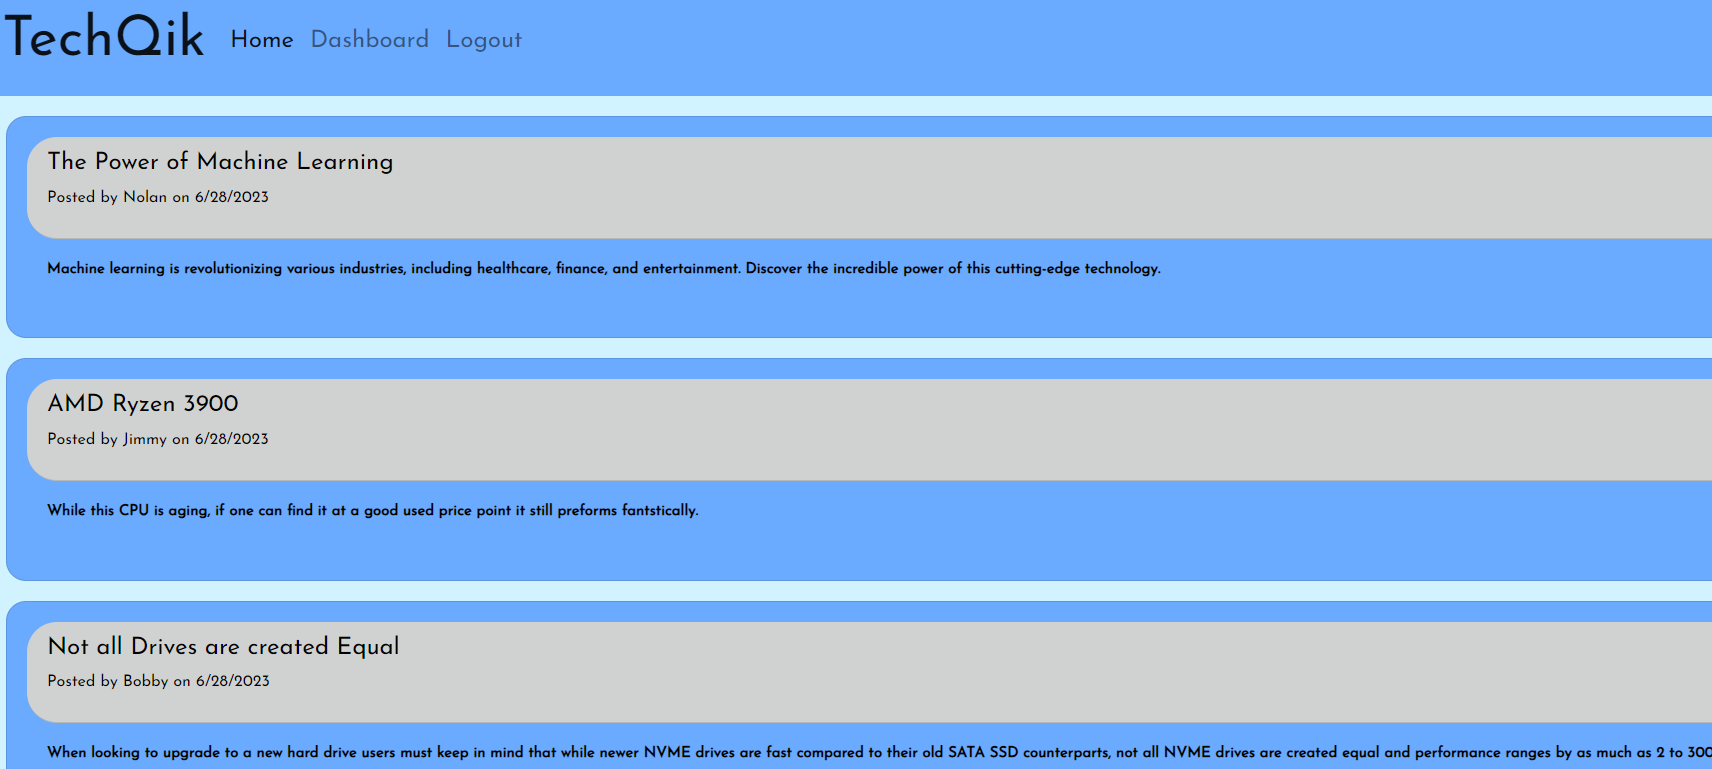 TechQik Home Dashboard Logout
The Power of Machine Learning
Posted by Nolan on 6/28/2023
Machine learning is revolutionizing various industries, including healthcare, finance, and entertainment. Discover the incredible power of this cutting-edge technology.
AMD Ryzen 3900
Posted by Jimmy on 6/28/2023
While this CPU is aging, if one can find it at a good used price point it still preforms fantstically.
Not all Drives are created Equal
Posted by Bobby on 6/28/2023
When looking to upgrade to a new hard drive users must keep in mind that while newer NVME drives are fast compared to their old SATA SSD counterparts, not all NVME drives are created equal and performance ranges by as much as 2 to 300